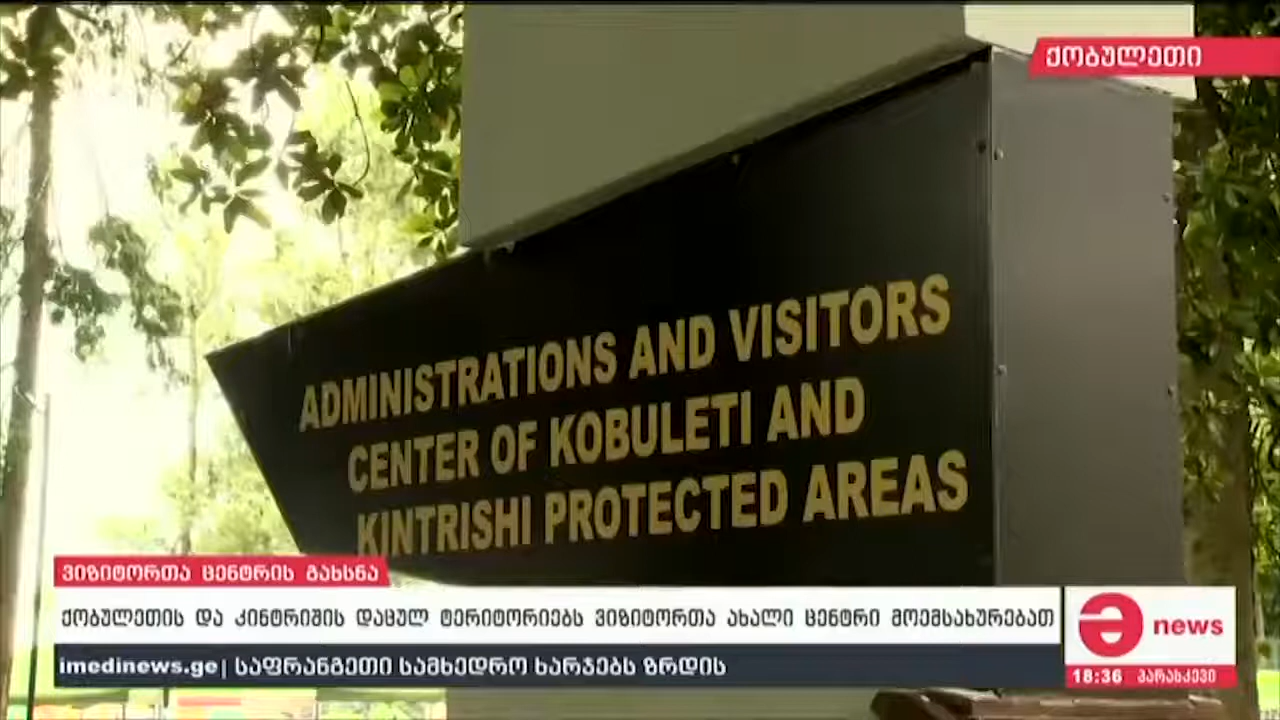 ქობულეთი
ADMINISTRATIONS AND VISITORS
CENTER OF KOBULETI AND
KINTRISHI PROTECTED AREAS
ვიზიტორთა ცენტრის გახსნა
ქობულეთის და კინტრიშის დაცულ ტერიტორიებს ვიზიტორთა ახალი ცენტრი მოემსახურებათ
imedinews.ge| საფრანგეთი სამხედრო ხარჯებს ზრდის
ი news
18:36 პარასკევი